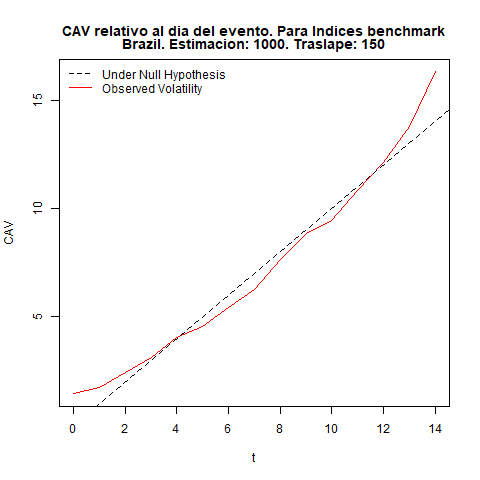 CAV relativo al dia del evento. Para Indices benchmark
Brazil. Estimacion: 1000. Traslape: 150
Under Null Hypothesis
Observed Volatility
15
10
5
CAV
0 2 4 6 8 10 12 14
t